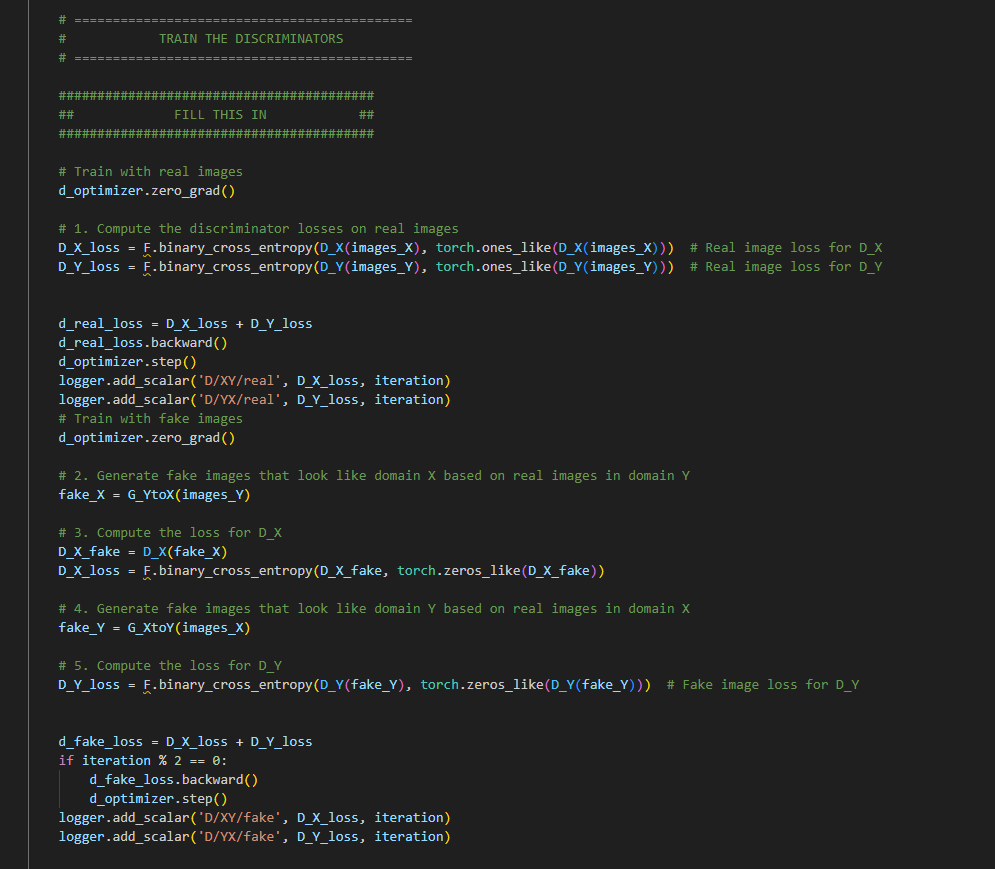 # ============================================
#            TRAIN THE DISCRIMINATORS
# ============================================
#########################################
##             FILL THIS IN            ##
#########################################
# Train with real images
d_optimizer.zero_grad()
# 1. Compute the discriminator losses on real images
D_X_loss = F.binary_cross_entropy(D_X(images_X), torch.ones_like(D_X(images_X)))  # Real image loss for D_X
D_Y_loss = F.binary_cross_entropy(D_Y(images_Y), torch.ones_like(D_Y(images_Y)))  # Real image loss for D_Y
d_real_loss = D_X_loss + D_Y_loss
d_real_loss.backward()
d_optimizer.step()
logger.add_scalar('D/XY/real', D_X_loss, iteration)
logger.add_scalar('D/YX/real', D_Y_loss, iteration)
# Train with fake images
d_optimizer.zero_grad()
# 2. Generate fake images that look like domain X based on real images in domain Y
fake_X = G_YtoX(images_Y)
# 3. Compute the loss for D_X
D_X_fake = D_X(fake_X)
D_X_loss = F.binary_cross_entropy(D_X_fake, torch.zeros_like(D_X_fake))
# 4. Generate fake images that look like domain Y based on real images in domain X
fake_Y = G_XtoY(images_X)
# 5. Compute the loss for D_Y
D_Y_loss = F.binary_cross_entropy(D_Y(fake_Y), torch.zeros_like(D_Y(fake_Y)))  # Fake image loss for D_Y
d_fake_loss = D_X_loss + D_Y_loss
if iteration % 2 == 0:
    d_fake_loss.backward()
    d_optimizer.step()
logger.add_scalar('D/XY/fake', D_X_loss, iteration)
logger.add_scalar('D/YX/fake', D_Y_loss, iteration)